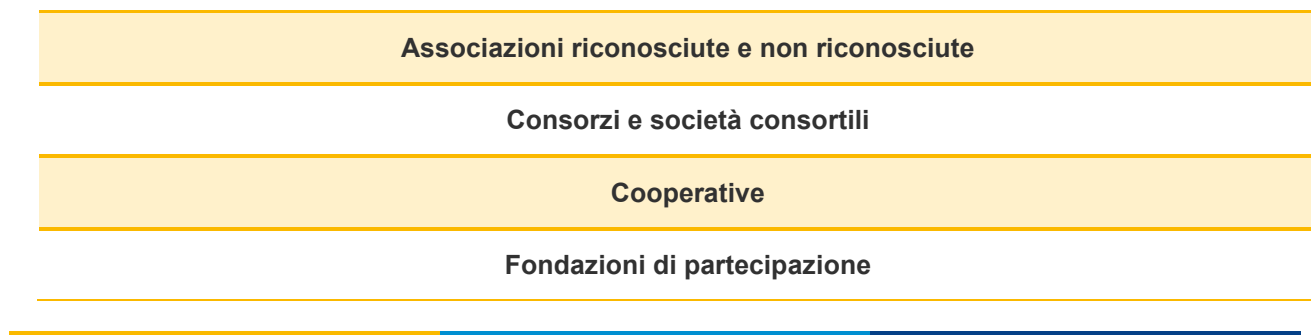 Associazioni riconosciute e non riconosciute
Consorzi e società consortili
Cooperative
Fondazioni di partecipazione